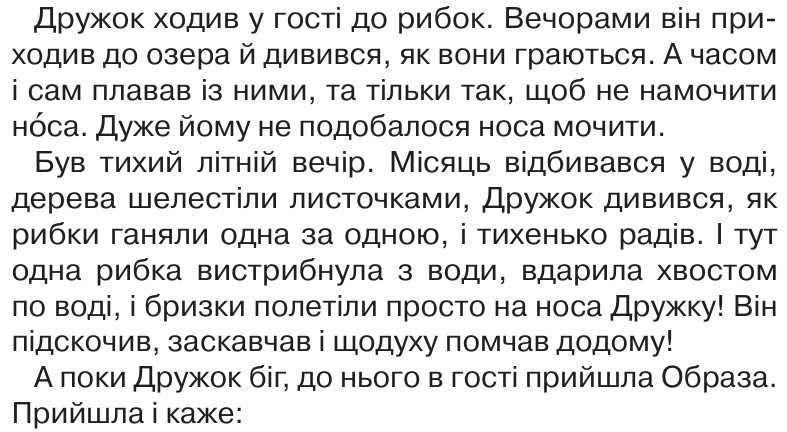 Дружок ходив у гості до рибок. Вечорами він при-
ходив до озера й дивився, як вони граються. А часом
і сам плавав із ними, та тільки так, щоб не намочити
но́са. Дуже йому не подобалося носа мочити.
Був тихий літній вечір. Місяць відбивався у воді,
дерева шелестіли листочками, Дружок дивився, як
рибки ганяли одна за одною, і тихенько радів. І тут
одна рибка вистрибнула з води, вдарила хвостом
по воді, і бризки полетіли просто на носа Дружку! Він
підскочив, заскавчав і щодуху помчав додому!
А поки Дружок біг, до нього в гості прийшла Образа.
Прийшла і каже: